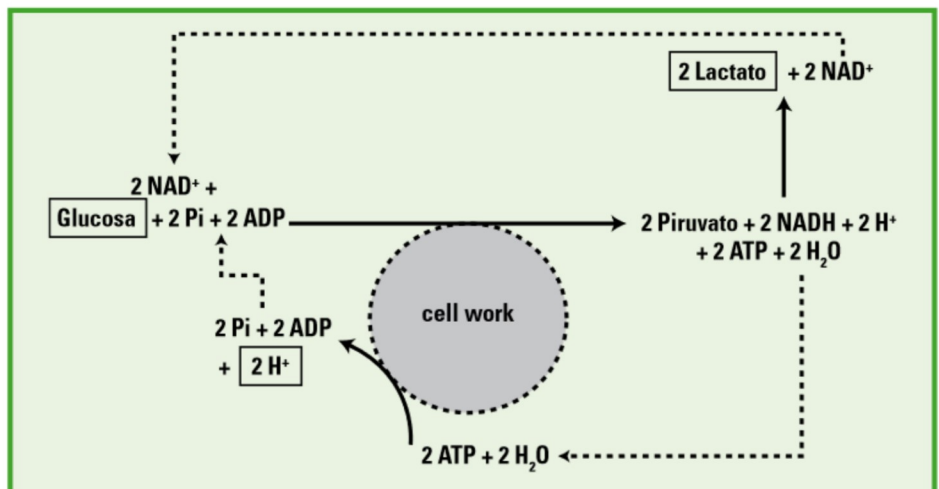 2 Lactato + 2 NAD⁺
2 NAD⁺ +
Glucosa + 2 Pi + 2 ADP
2 Piruvato + 2 NADH + 2 H⁺
+ 2 ATP + 2 H₂O
cell work
2 Pi + 2 ADP
+ 2 H⁺
2 ATP + 2 H₂O